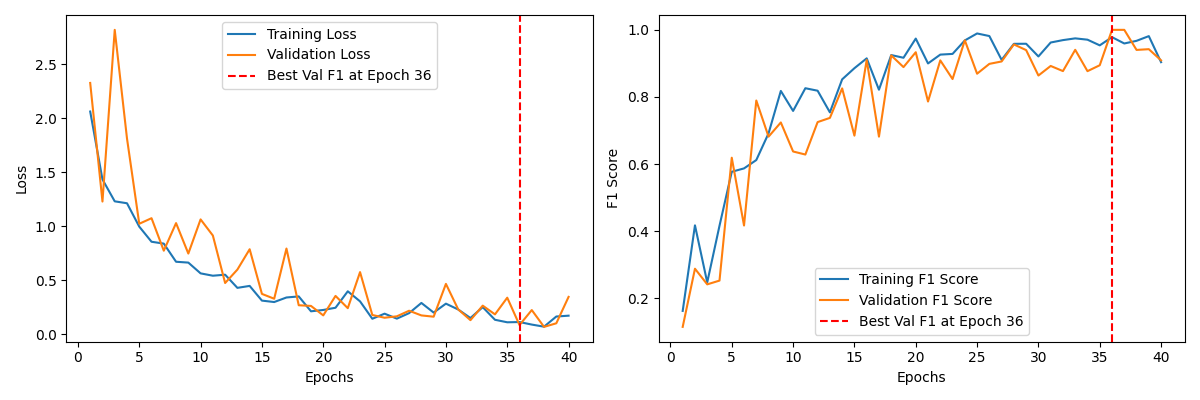 Training Loss
Validation Loss
Best Val F1 at Epoch 36
Loss
2.5
2.0
1.5
1.0
0.5
0.0
0 5 10 15 20 25 30 35 40
Epochs
F1 Score
1.0
0.8
0.6
0.4
0.2
Training F1 Score
Validation F1 Score
Best Val F1 at Epoch 36
0 5 10 15 20 25 30 35 40
Epochs